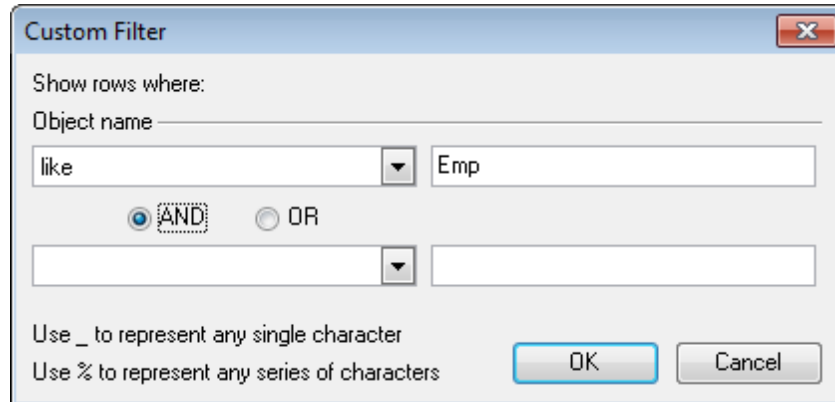 Custom Filter
Show rows where:
Object name
like Emp
AND OR
Use _ to represent any single character
Use % to represent any series of characters
OK Cancel